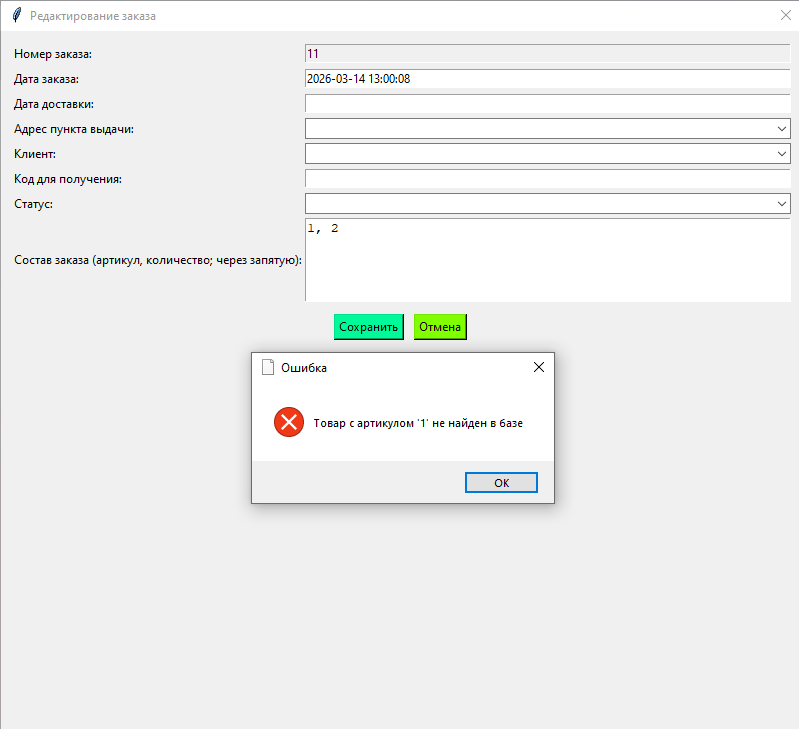 Редактирование заказа
Номер заказа: 11
Дата заказа: 2026-03-14 13:00:08
Дата доставки:
Адрес пункта выдачи:
Клиент:
Код для получения:
Статус:
Состав заказа (артикул, количество; через запятую): 1, 2
Сохранить Отмена
Ошибка
Товар с артикулом '1' не найден в базе
ОК